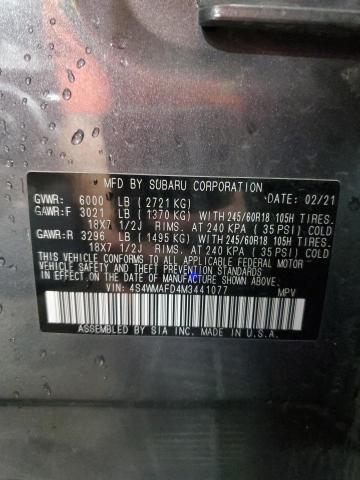 MFD BY SUBARU CORPORATION DATE: 02/21
GVWR: 6000 LB (2721 KG)
GAWR:F 3021 LB (1370 KG) WITH 245/60R18 105H TIRES.
18X7 1/2J RIMS. AT 240 KPA (35 PSI) COLD
GAWR:R 3296 LB (1495 KG) WITH 245/60R18 105H TIRES.
18X7 1/2J RIMS. AT 240 KPA (35 PSI) COLD
THIS VEHICLE CONFORMS TO ALL APPLICABLE FEDERAL MOTOR
VEHICLE SAFETY AND THEFT PREVENTION STANDARDS
IN EFFECT ON THE DATE OF MANUFACTURE SHOWN ABOVE.
VIN: 4S4WMAFD4M3441077 MPV
ASSEMBLED BY SIA INC. MADE IN U.S.A.